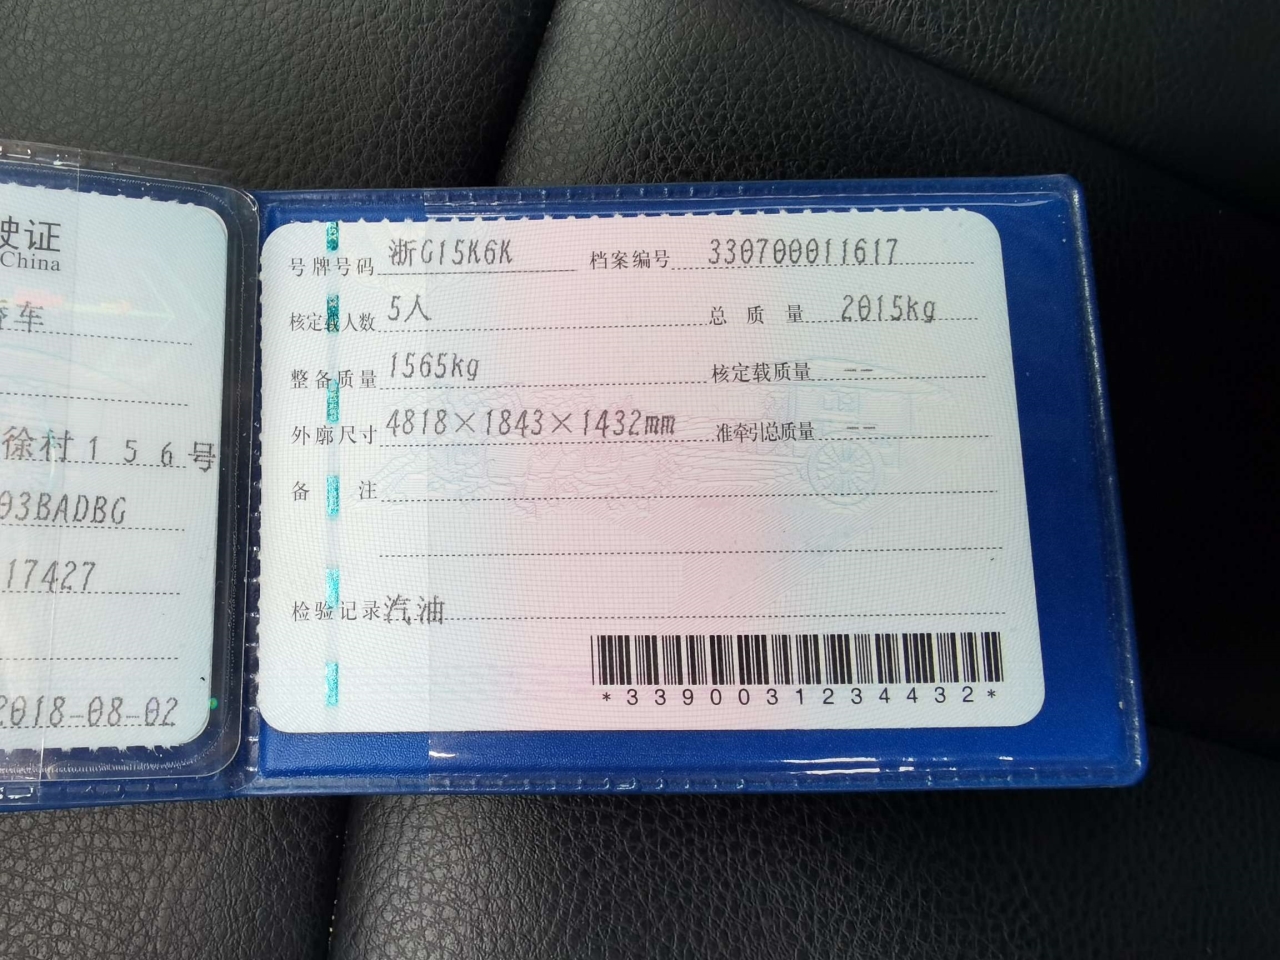 驶证
China
轿车
徐村156号
93BADBG
17427
2018-08-02
号牌号码 浙G15K6K 档案编号 330700011617
核定载人数 5人 总质量 2015kg
整备质量 1565kg 核定载质量 --
外廓尺寸 4818×1843×1432mm 准牵引总质量 --
备注
检验记录 汽油
*3390031234432*